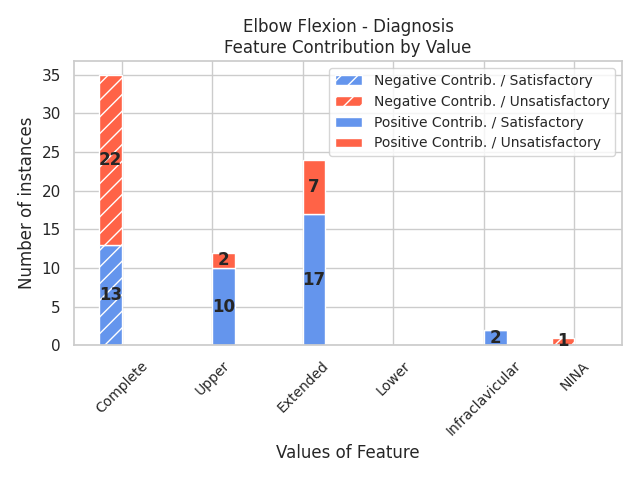 Elbow Flexion - Diagnosis
Feature Contribution by Value
Negative Contrib. / Satisfactory
Negative Contrib. / Unsatisfactory
Positive Contrib. / Satisfactory
Positive Contrib. / Unsatisfactory
Number of instances
35
30
25
20
15
10
5
0
22
13
2
10
7
17
2
1
Complete
Upper
Extended
Lower
Infraclavicular
NINA
Values of Feature